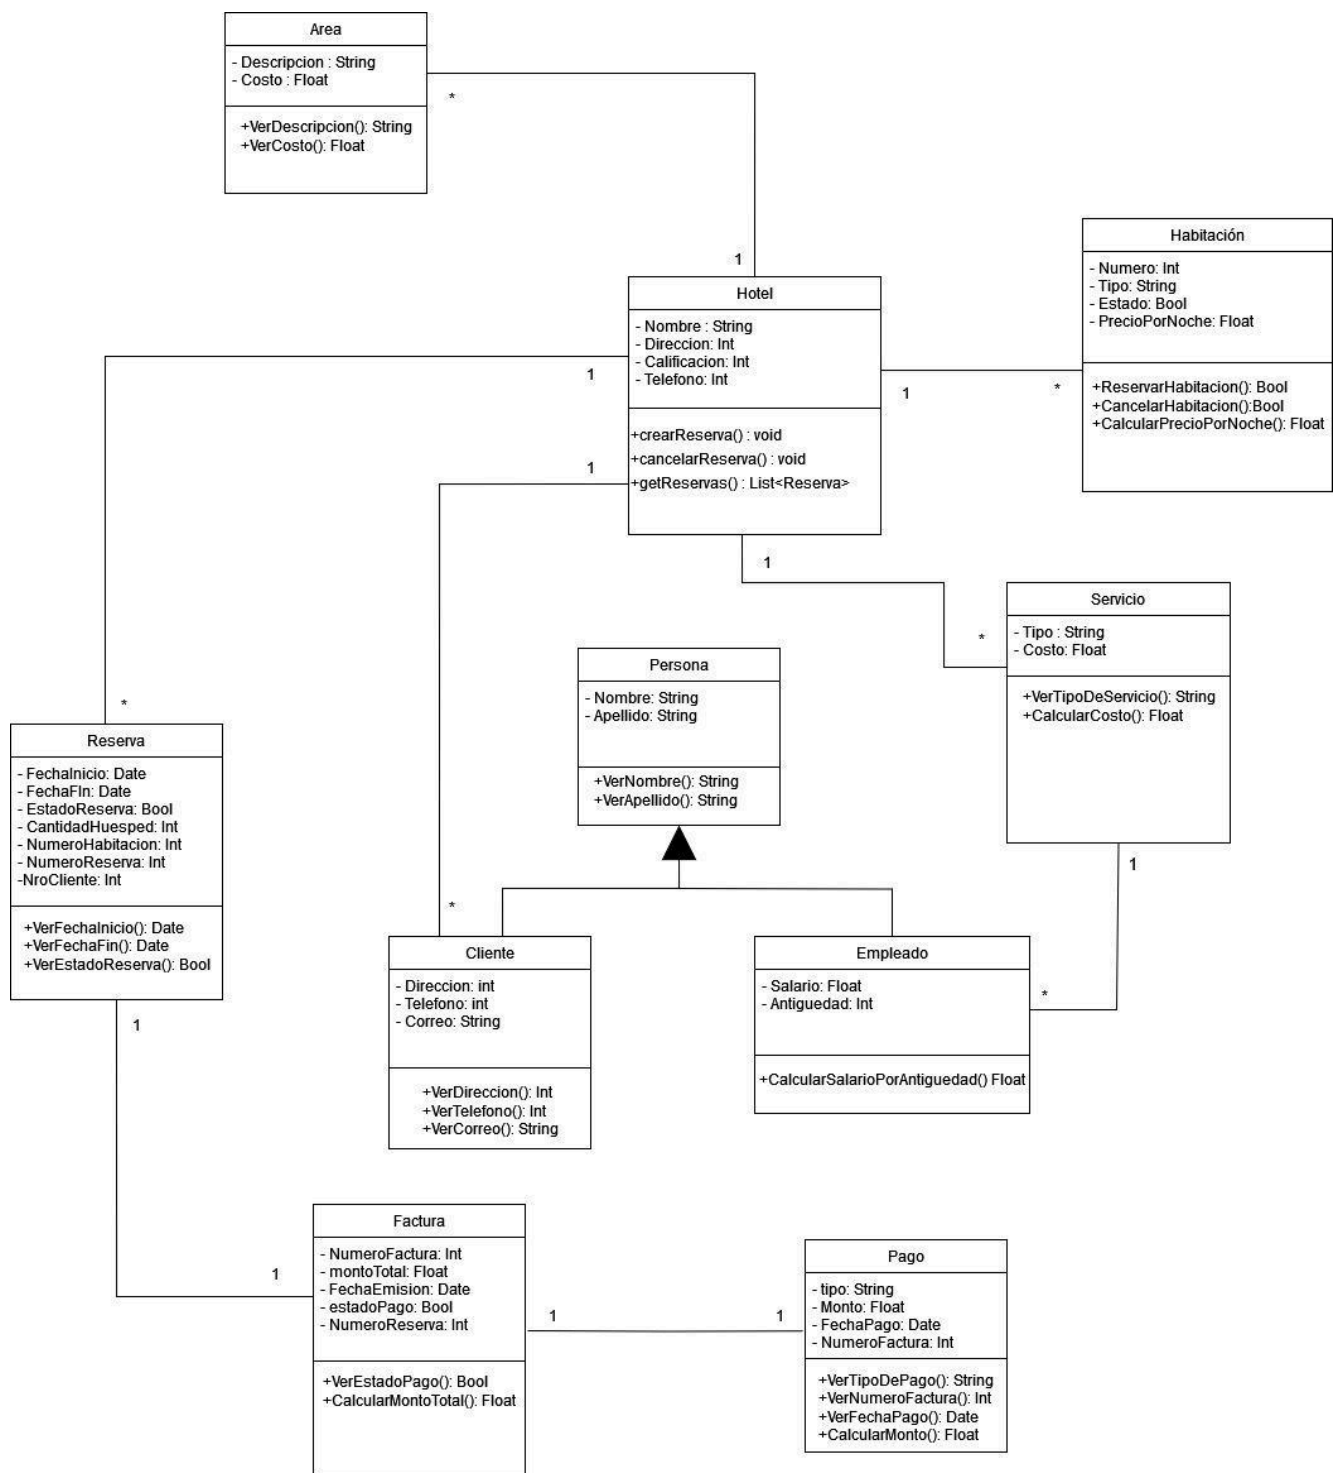 Area
- Descripcion : String
- Costo : Float
+VerDescripcion(): String
+VerCosto(): Float
*
1
Habitación
- Numero: Int
- Tipo: String
- Estado: Bool
- PrecioPorNoche: Float
+ReservarHabitacion(): Bool
+CancelarHabitacion():Bool
+CalcularPrecioPorNoche(): Float
Hotel
- Nombre : String
- Direccion: Int
- Calificacion: Int
- Telefono: Int
+crearReserva() : void
+cancelarReserva() : void
+getReservas() : List<Reserva>
1
1
*
1
1
*
Servicio
- Tipo : String
- Costo: Float
+VerTipoDeServicio(): String
+CalcularCosto(): Float
1
Persona
- Nombre: String
- Apellido: String
+VerNombre(): String
+VerApellido(): String
*
Reserva
- FechaInicio: Date
- FechaFIn: Date
- EstadoReserva: Bool
- CantidadHuesped: Int
- NumeroHabitacion: Int
- NumeroReserva: Int
-NroCliente: Int
+VerFechaInicio(): Date
+VerFechaFin(): Date
+VerEstadoReserva(): Bool
1
*
Cliente
- Direccion: int
- Telefono: int
- Correo: String
+VerDireccion(): Int
+VerTelefono(): Int
+VerCorreo(): String
Empleado
- Salario: Float
- Antiguedad: Int
+CalcularSalarioPorAntiguedad() Float
*
1
Factura
- NumeroFactura: Int
- montoTotal: Float
- FechaEmision: Date
- estadoPago: Bool
- NumeroReserva: Int
+VerEstadoPago(): Bool
+CalcularMontoTotal(): Float
1
1
Pago
- tipo: String
- Monto: Float
- FechaPago: Date
- NumeroFactura: Int
+VerTipoDePago(): String
+VerNumeroFactura(): Int
+VerFechaPago(): Date
+CalcularMonto(): Float